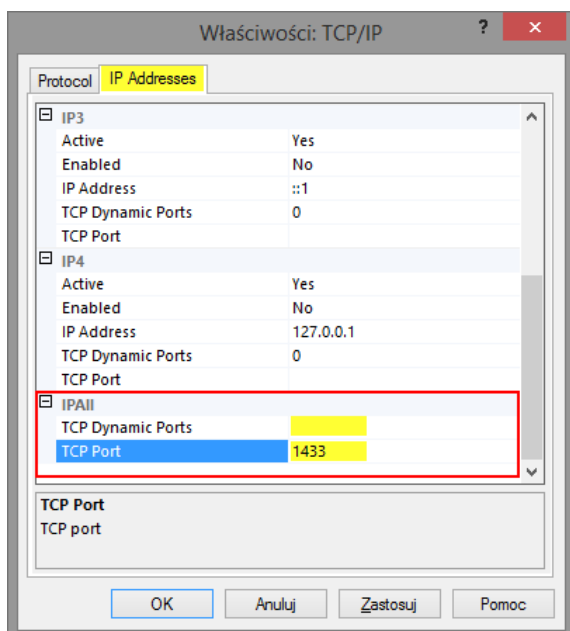 Właściwości: TCP/IP ? ×
Protocol IP Addresses
IP3
Active Yes
Enabled No
IP Address ::1
TCP Dynamic Ports 0
TCP Port
IP4
Active Yes
Enabled No
IP Address 127.0.0.1
TCP Dynamic Ports 0
TCP Port
IPAll
TCP Dynamic Ports
TCP Port 1433
TCP Port
TCP port
OK Anuluj Zastosuj Pomoc